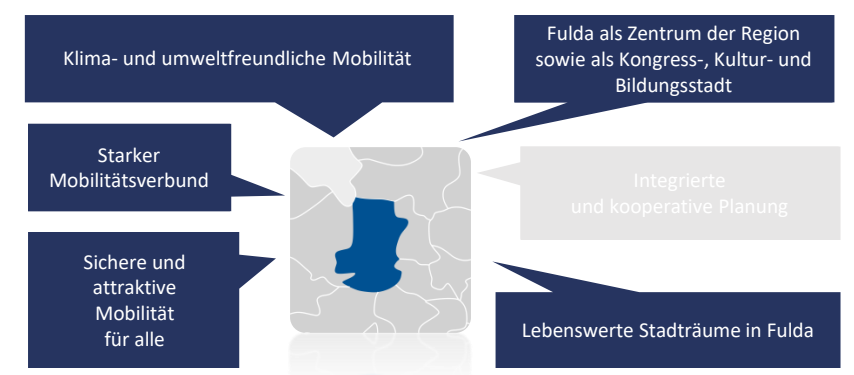 Klima- und umweltfreundliche Mobilität
Fulda als Zentrum der Region
sowie als Kongress-, Kultur- und
Bildungsstadt
Starker
Mobilitätsverbund
Integrierte
und kooperative Planung
Sichere und
attraktive
Mobilität
für alle
Lebenswerte Stadträume in Fulda